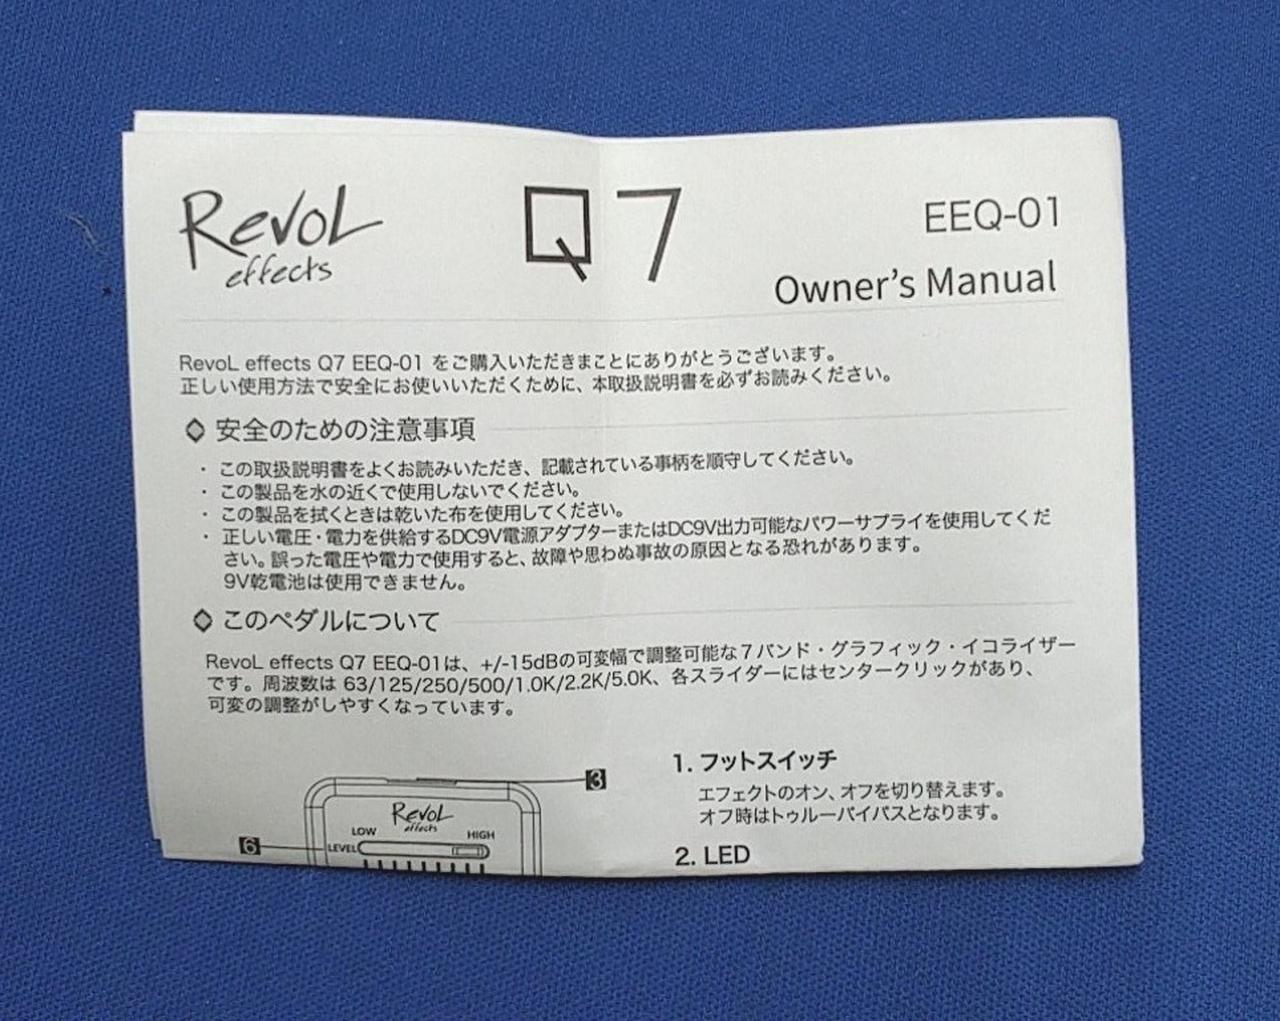 RevoL
effects
Q7
EEQ-01
Owner's Manual
RevoL effects Q7 EEQ-01 をご購入いただきまことにありがとうございます。
正しい使用方法で安全にお使いいただくために、本取扱説明書を必ずお読みください。
安全のための注意事項
・ この取扱説明書をよくお読みいただき、記載されている事柄を順守してください。
・ この製品を水の近くで使用しないでください。
・ この製品を拭くときは乾いた布を使用してください。
・ 正しい電圧・電力を供給するDC9V電源アダプターまたはDC9V出力可能なパワーサプライを使用してくだ
さい。誤った電圧や電力で使用すると、故障や思わぬ事故の原因となる恐れがあります。
9V乾電池は使用できません。
このペダルについて
RevoL effects Q7 EEQ-01は、+/-15dBの可変幅で調整可能な7バンド・グラフィック・イコライザー
です。周波数は 63/125/250/500/1.0K/2.2K/5.0K、各スライダーにはセンタークリックがあり、
可変の調整がしやすくなっています。
3
RevoL
effects
LOW
HIGH
6
LEVEL
1. フットスイッチ
エフェクトのオン、オフを切り替えます。
オフ時はトゥルーバイパスとなります。
2. LED